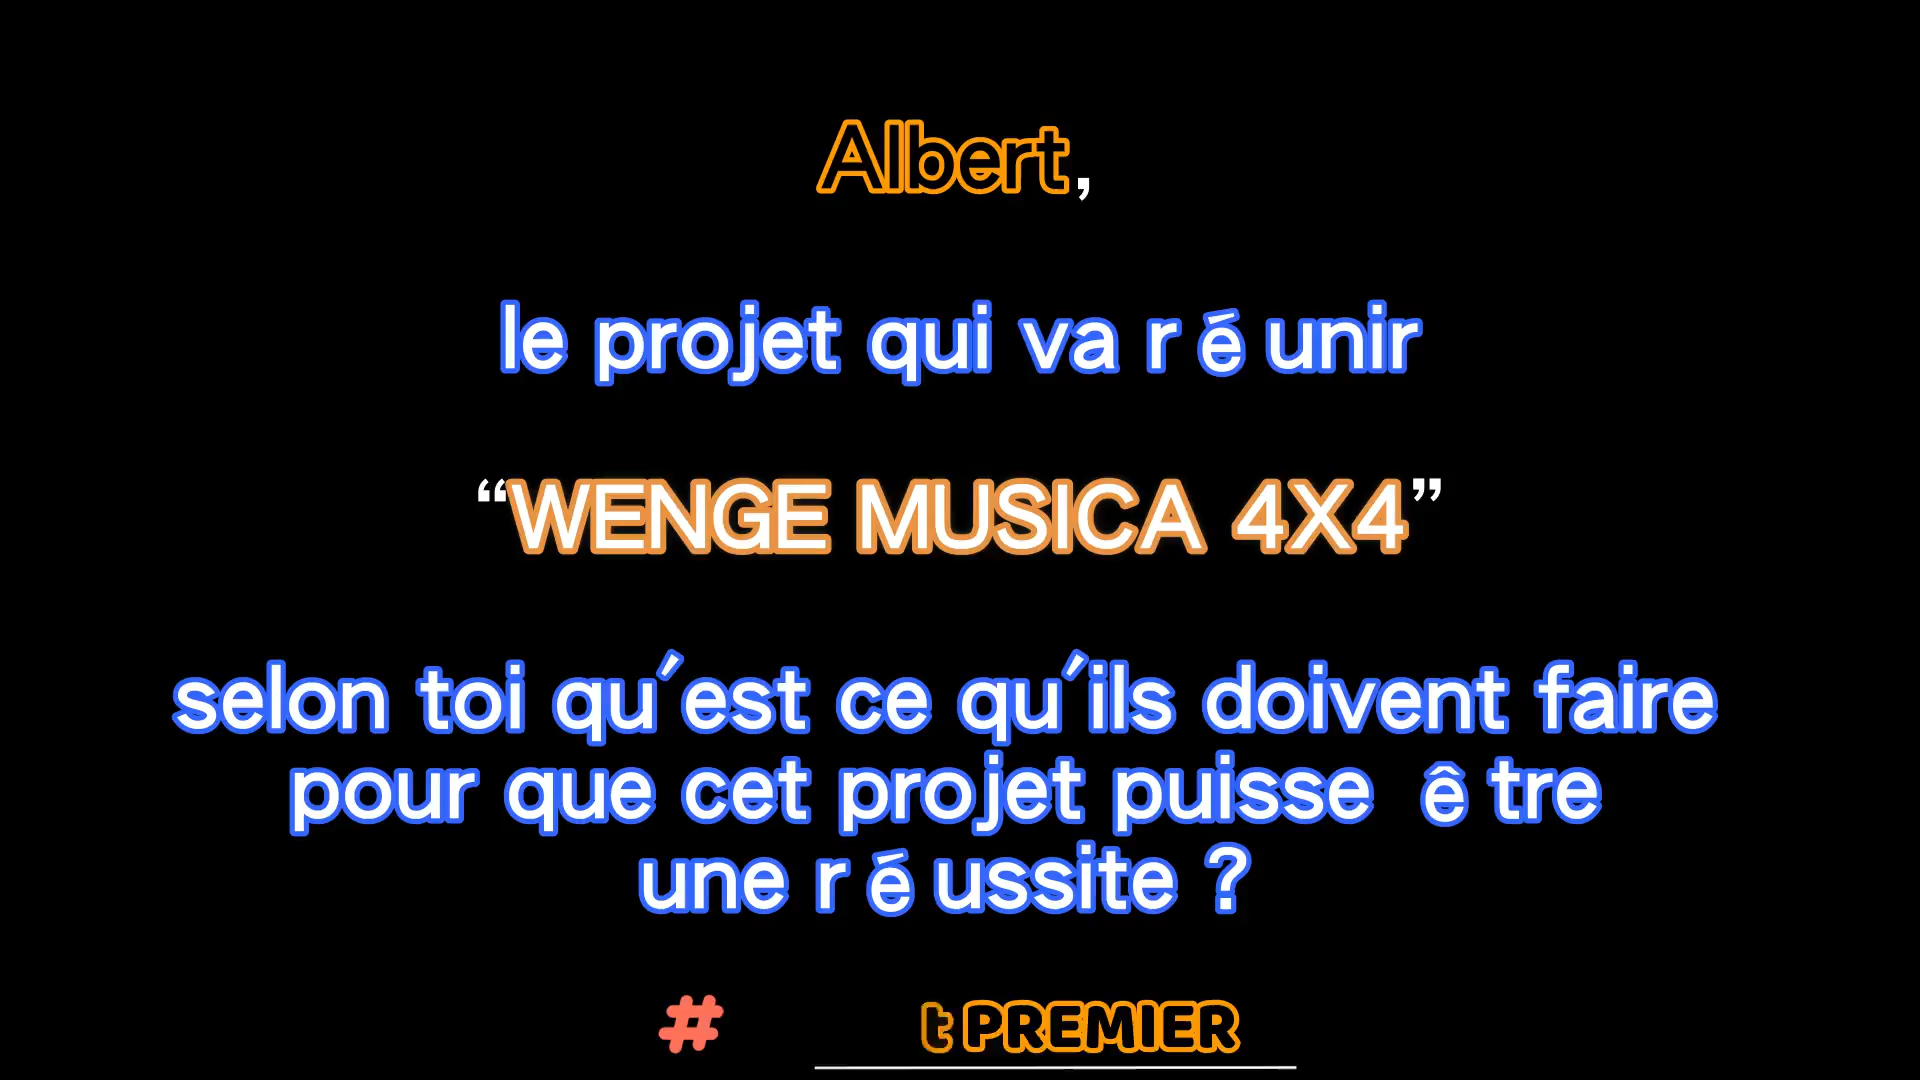 Albert,
le projet qui va réunir
“WENGE MUSICA 4X4”
selon toi qu´est ce qu´ils doivent faire
pour que cet projet puisse être
une réussite ?
# t PREMIER